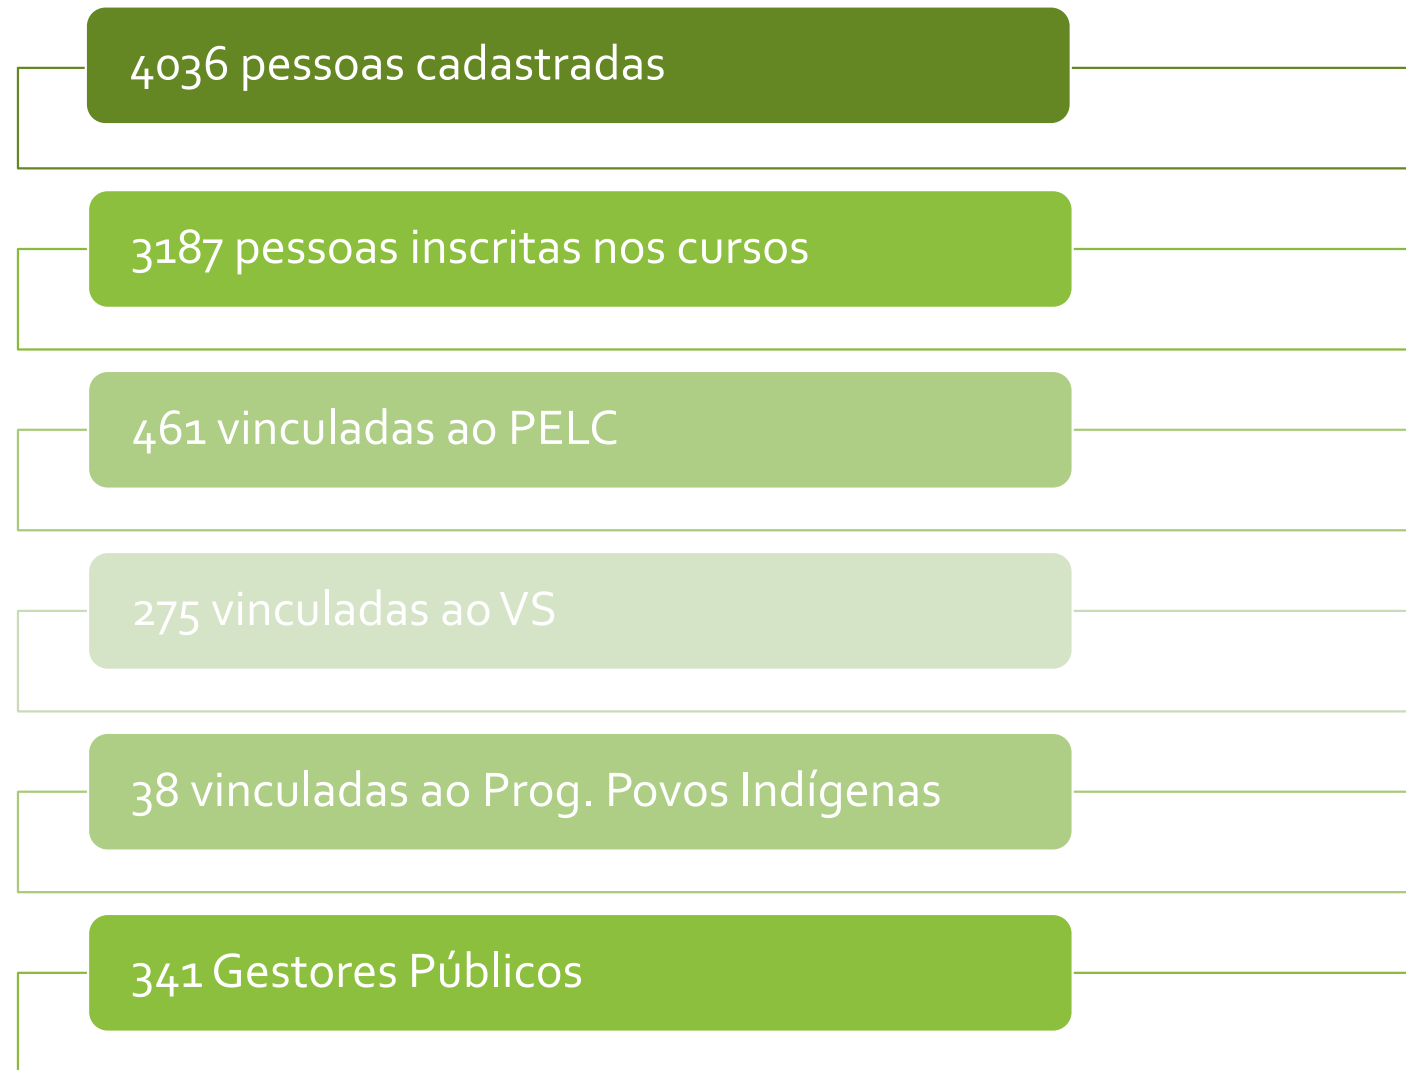 4036 pessoas cadastradas
3187 pessoas inscritas nos cursos
461 vinculadas ao PELC
275 vinculadas ao VS
38 vinculadas ao Prog. Povos Indígenas
341 Gestores Públicos